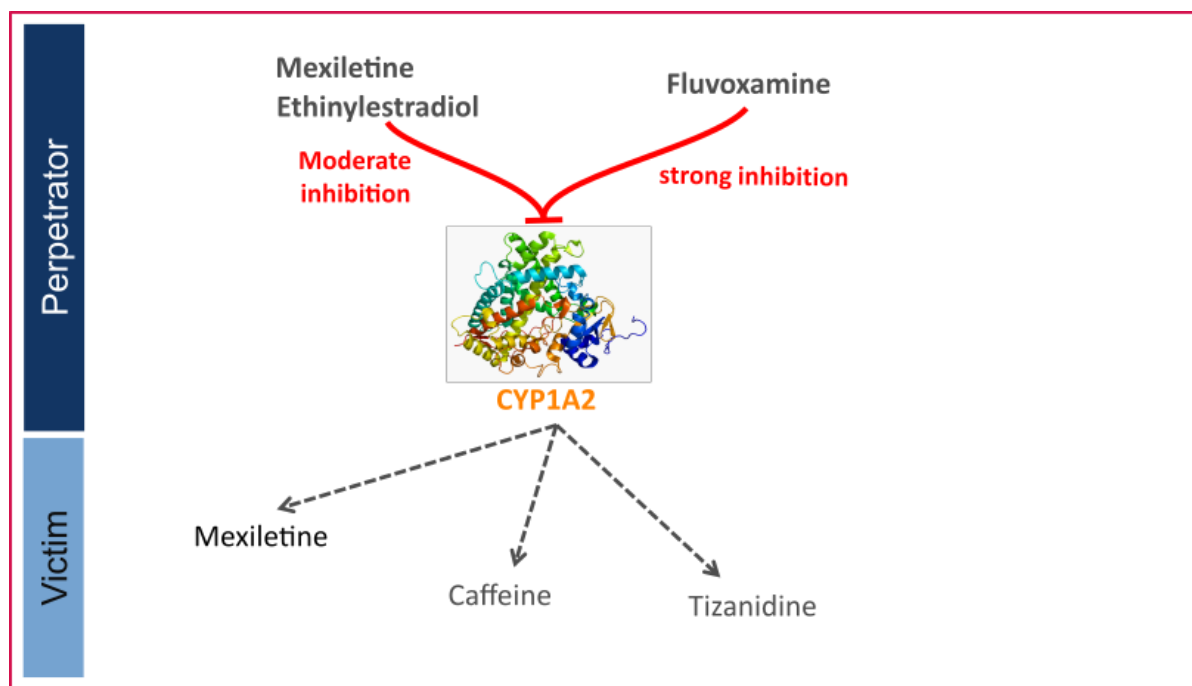 Perpetrator
Mexiletine
Ethinylestradiol
Fluvoxamine
Moderate
inhibition
strong inhibition
CYP1A2
Victim
Mexiletine
Caffeine
Tizanidine